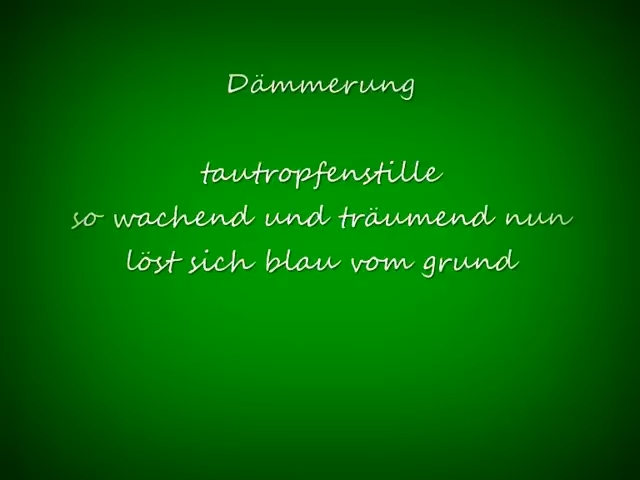 Dämmerung
tautropfenstille
so wachend und träumend nun
löst sich blau vom grund